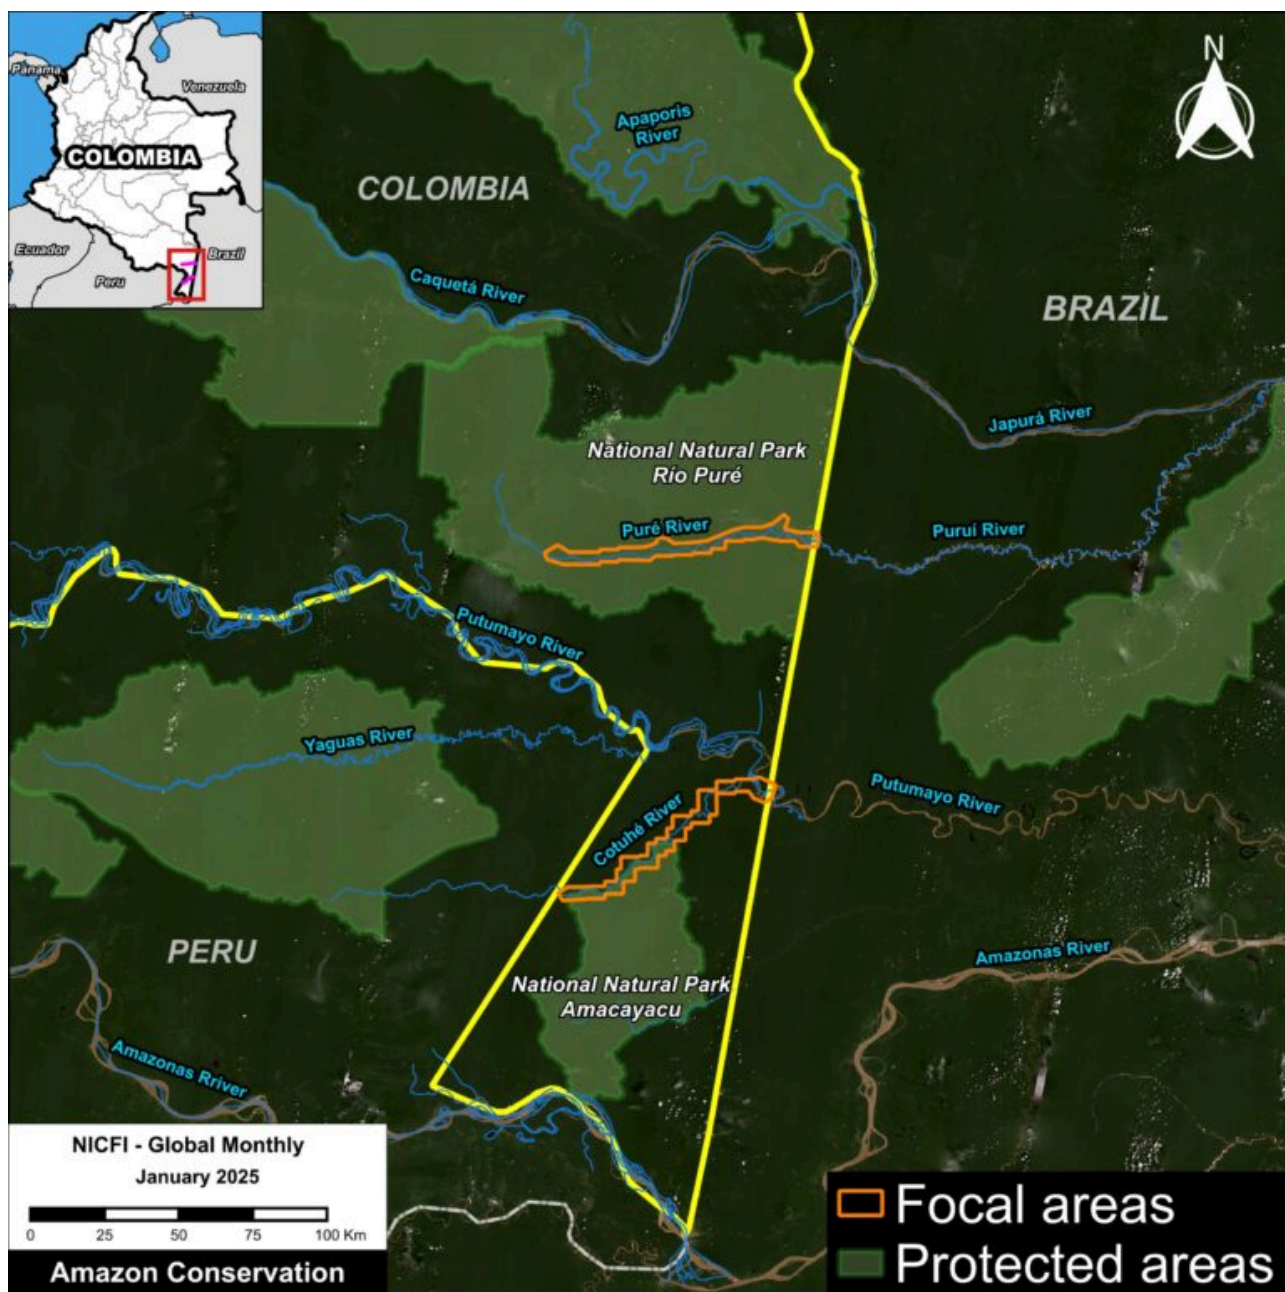 Panama
Venezuela
COLOMBIA
Ecuador
Brazil
Peru
N
Apaporis
River
COLOMBIA
Caquetá River
BRAZIL
Japurá River
National Natural Park
Río Puré
Puré River
Puruí River
Putumayo River
Yaguas River
Putumayo River
Cotuhé River
PERU
Amazonas River
National Natural Park
Amacayacu
Amazonas Rriver
NICFI - Global Monthly
January 2025
0 25 50 75 100 Km
Amazon Conservation
Focal areas
Protected areas